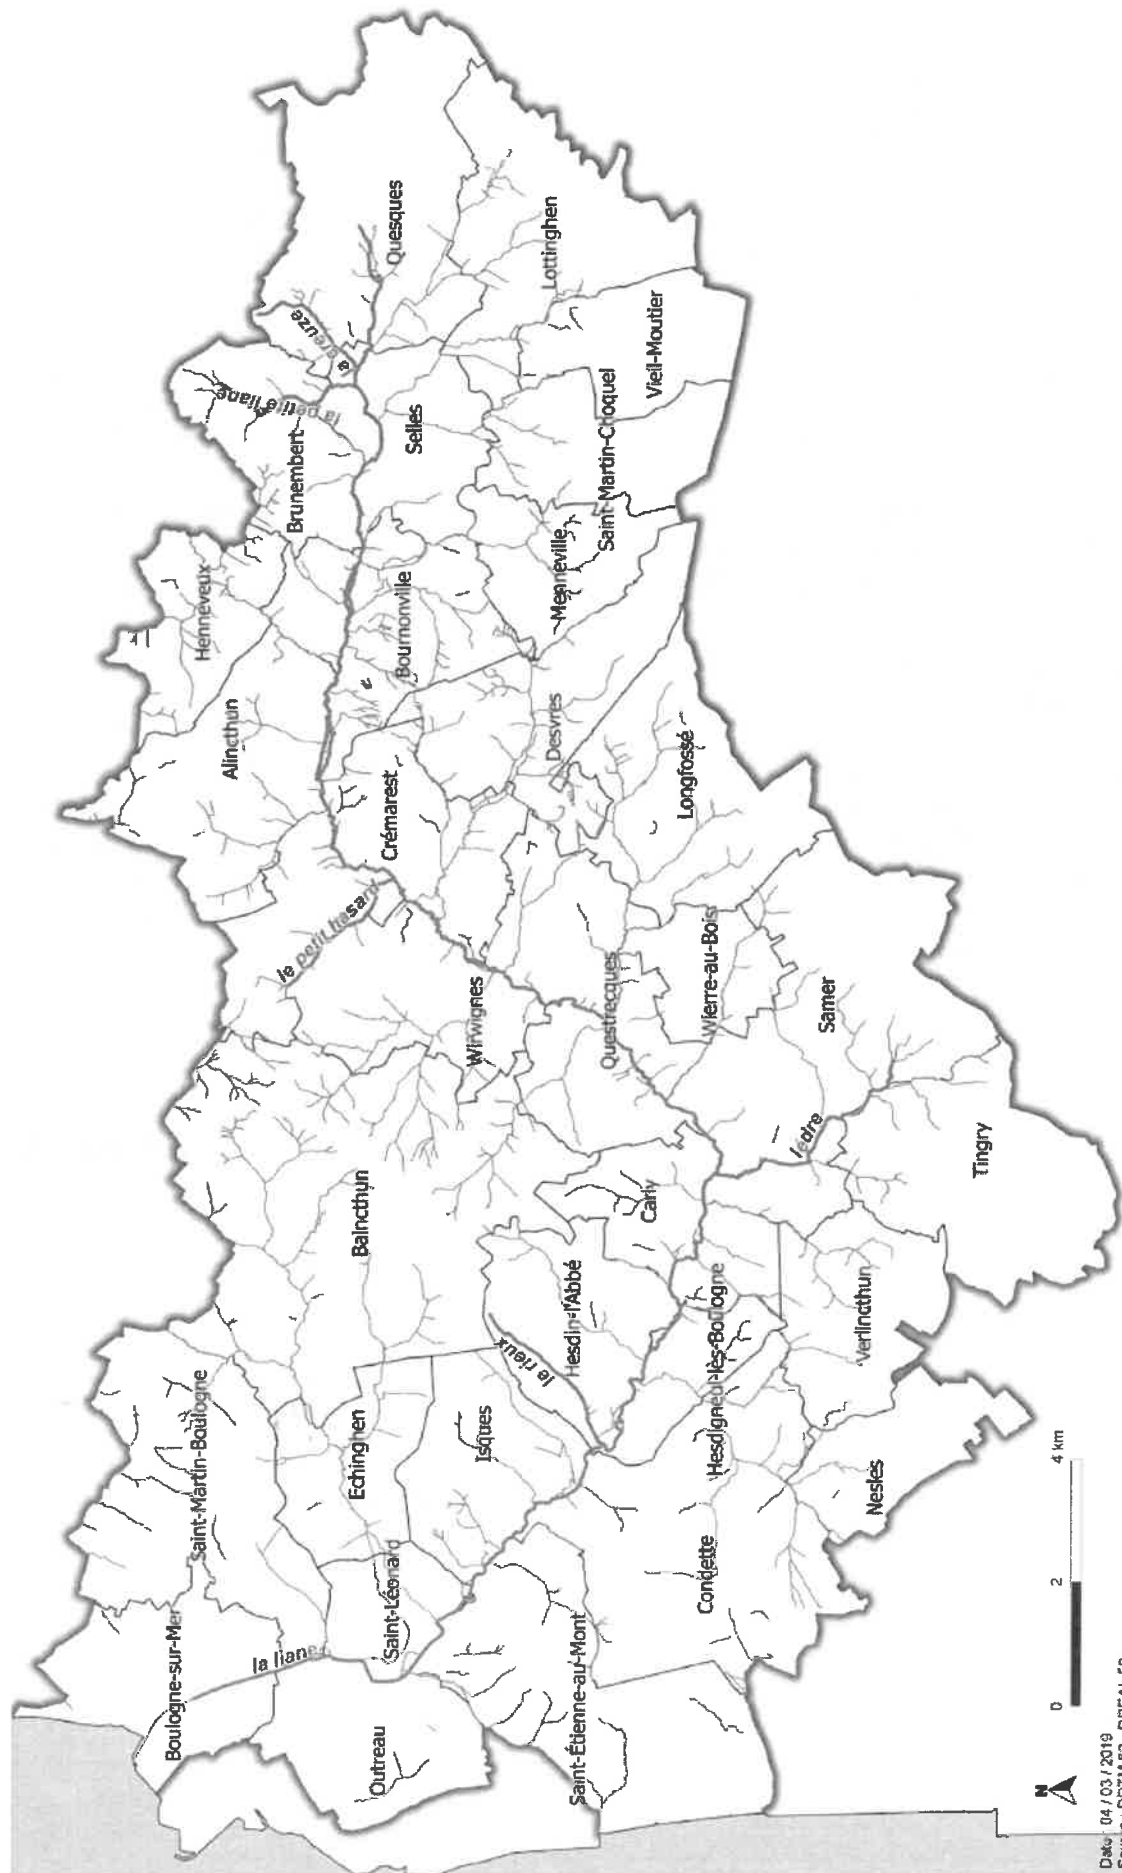 Quesques
Lottinghen
la creuze
Vieil-Moutier
la petite liane
Selles
Saint-Martin-Choquel
Brunembert
Menneville
Henneveux
Bournonville
Desvres
Alincthun
Longfossé
Crémarest
le petit hasard
Wierre-au-Bois
Questrecques
Wirwignes
Samer
lèdre
Tingry
Carly
Baincthun
Hesdin-l'Abbé
Verlincthun
Hesdigneul-lès-Boulogne
le rieux
Isques
Echinghen
Saint-Martin-Boulogne
Nesles
Condette
Saint-Léonard
la liane
Boulogne-sur-Mer
Saint-Étienne-au-Mont
Outreau
N
0 2 4 km
Date : 04 / 03 / 2019